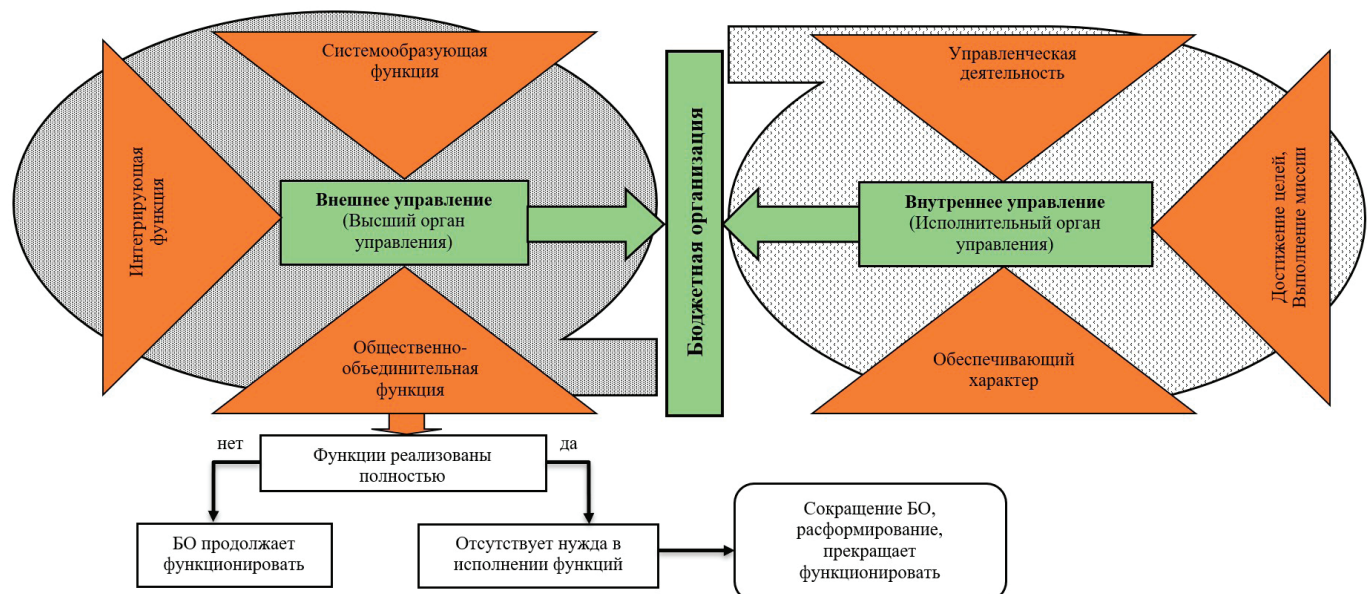 Системообразующая
функция
Интегрирующая
функция
Внешнее управление
(Высший орган
управления)
Общественно-
объединительная
функция
Бюджетная организация
Управленческая
деятельность
Внутреннее управление
(Исполнительный орган
управления)
Достижение целей,
Выполнение миссии
Обеспечивающий
характер
нет
Функции реализованы
полностью
да
БО продолжает
функционировать
Отсутствует нужда в
исполнении функций
Сокращение БО,
расформирование,
прекращает
функционировать